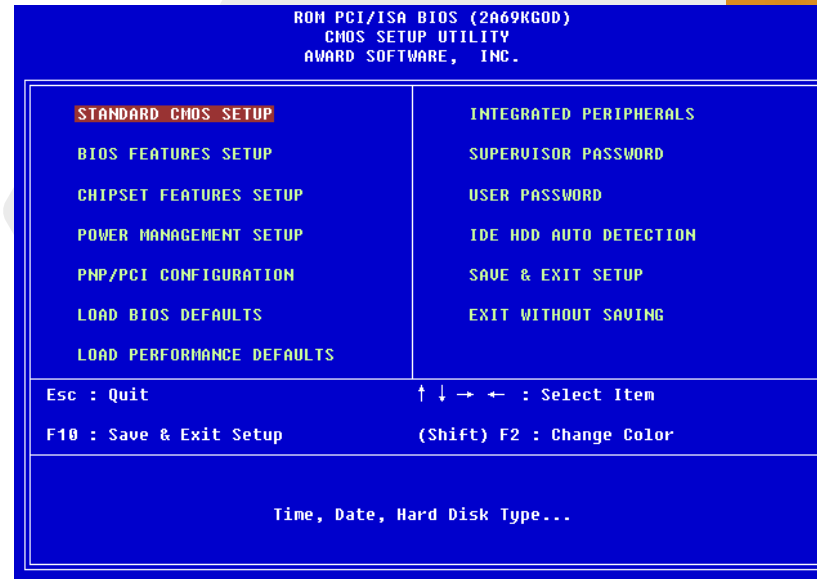 ROM PCI/ISA BIOS (2A69KGOD)
CMOS SETUP UTILITY
AWARD SOFTWARE, INC.
STANDARD CMOS SETUP
BIOS FEATURES SETUP
CHIPSET FEATURES SETUP
POWER MANAGEMENT SETUP
PNP/PCI CONFIGURATION
LOAD BIOS DEFAULTS
LOAD PERFORMANCE DEFAULTS
INTEGRATED PERIPHERALS
SUPERVISOR PASSWORD
USER PASSWORD
IDE HDD AUTO DETECTION
SAVE & EXIT SETUP
EXIT WITHOUT SAVING
Esc : Quit
↑ ↓ → ← : Select Item
F10 : Save & Exit Setup
(Shift) F2 : Change Color
Time, Date, Hard Disk Type...